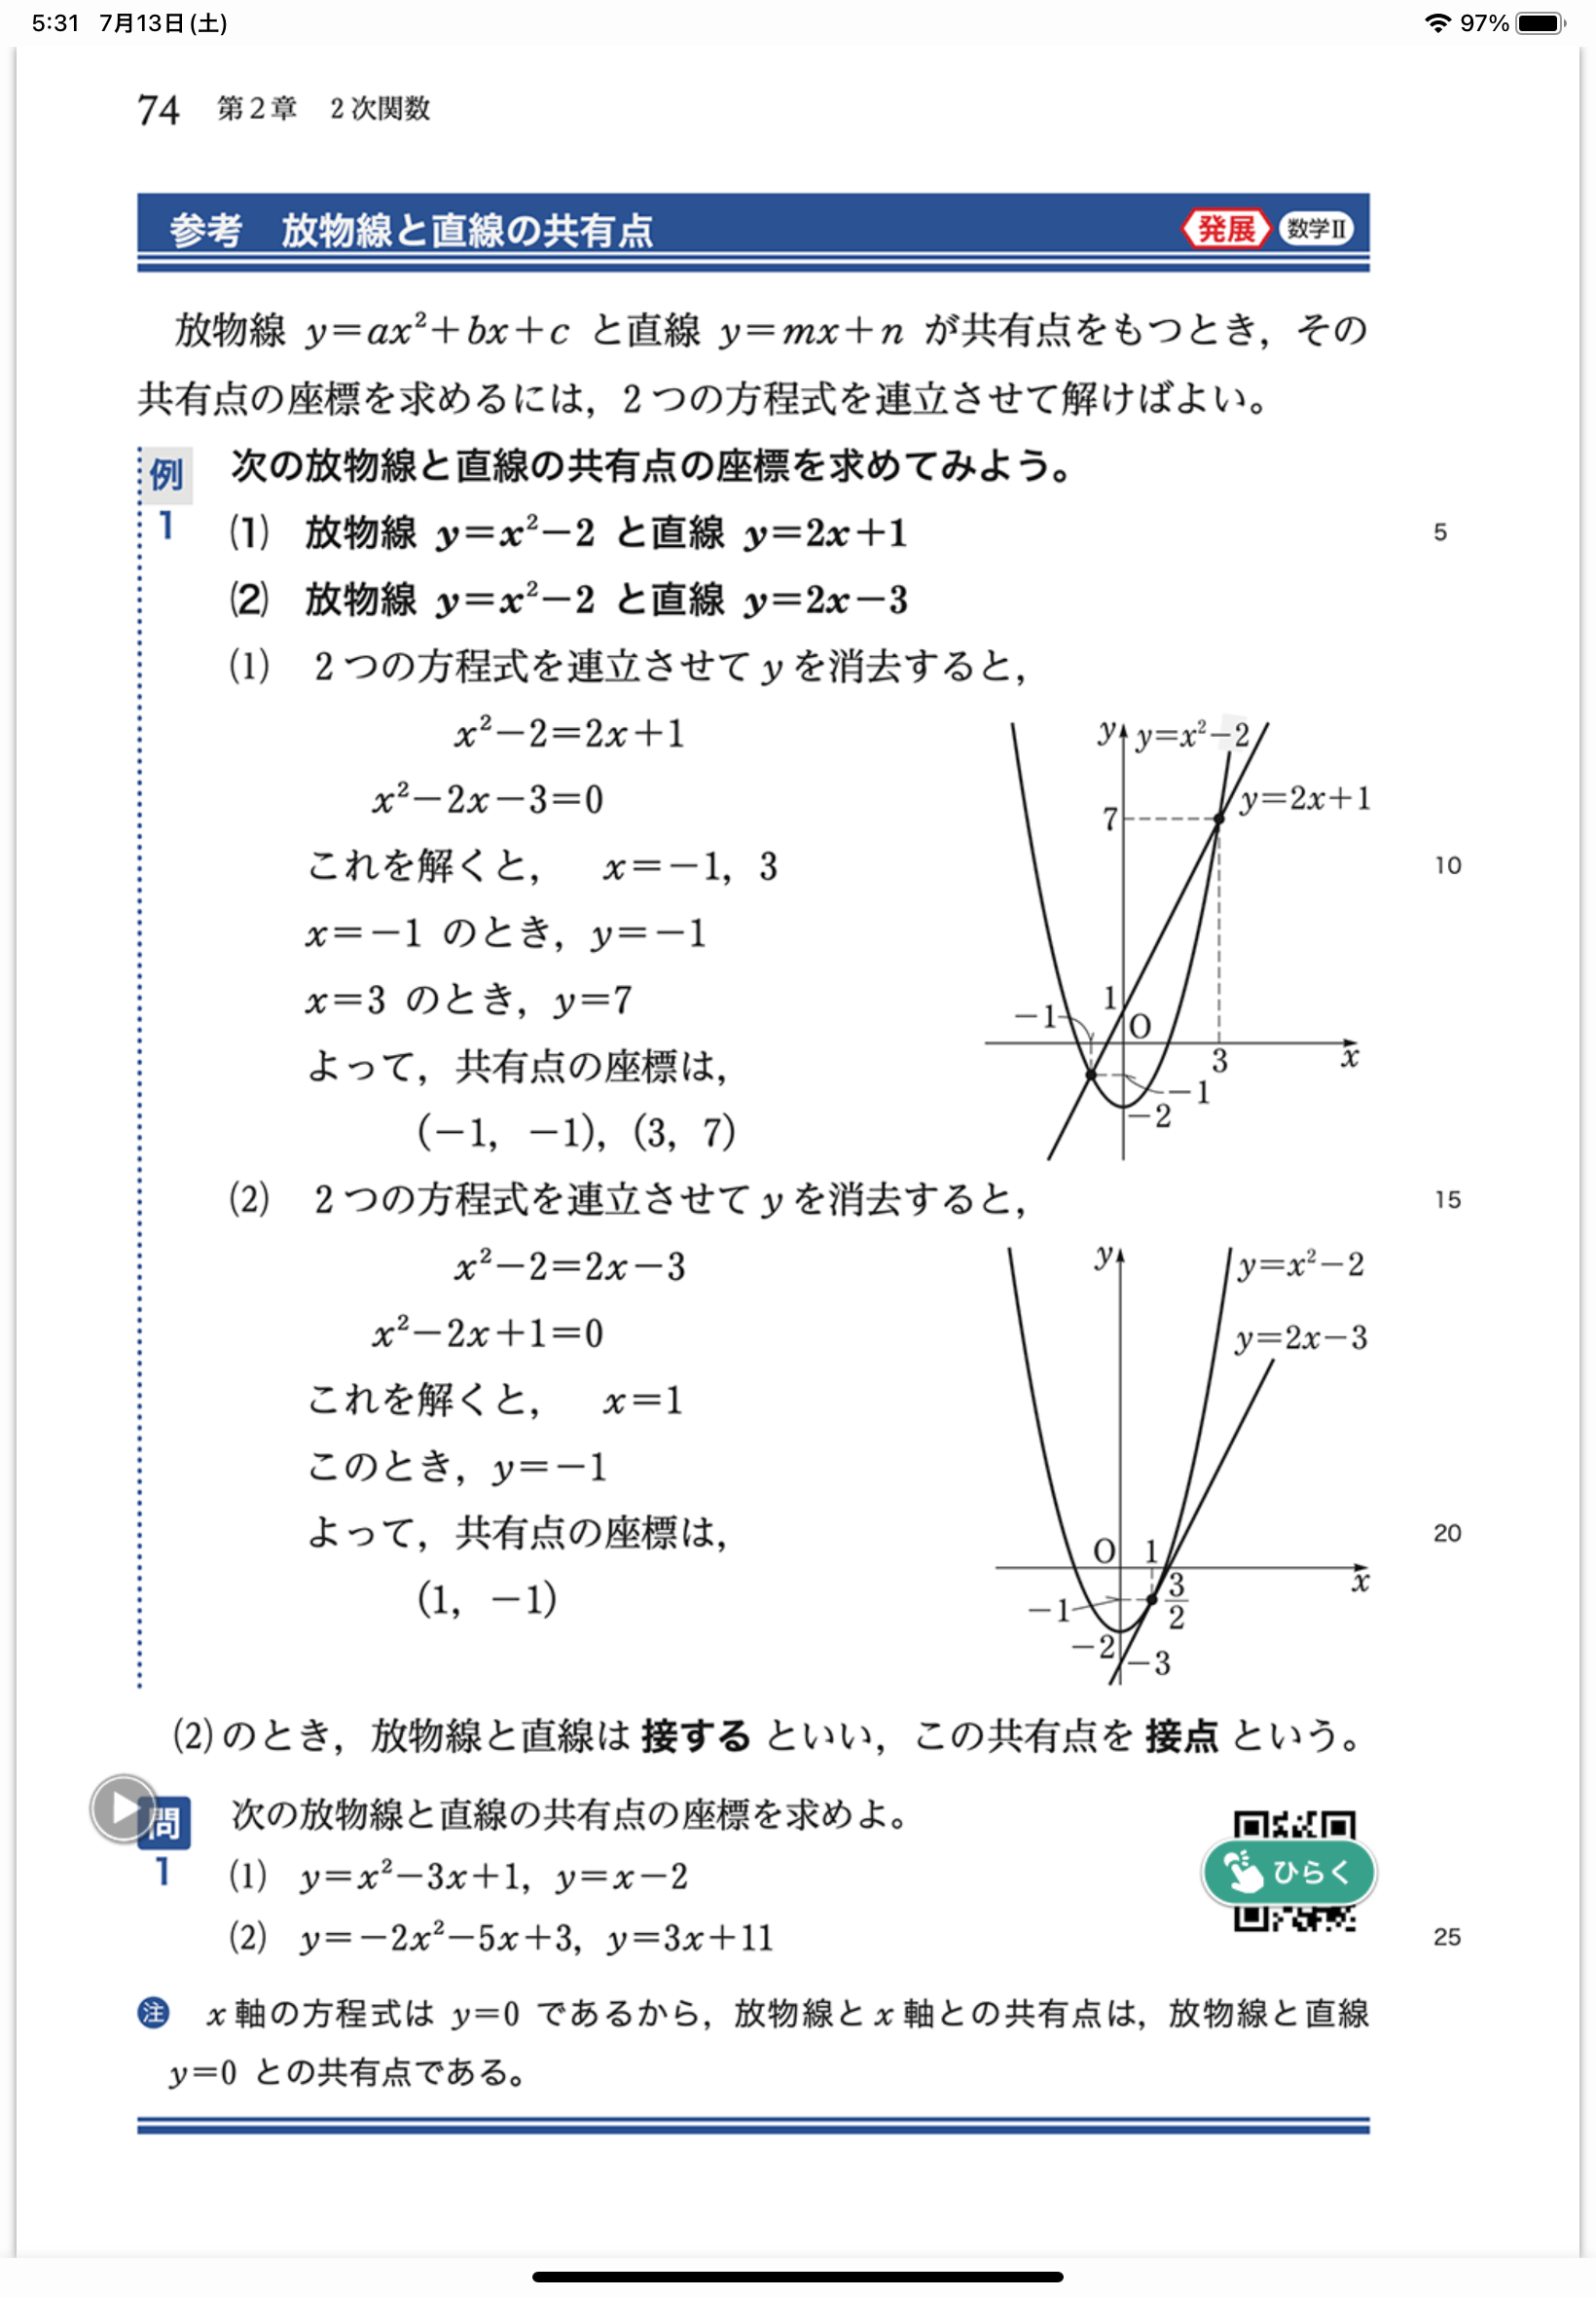 5:31 7月13日(土)
97%
74 第2章 2次関数
参考 放物線と直線の共有点
発展 数学Ⅱ
放物線 y=ax²+bx+c と直線 y=mx+n が共有点をもつとき，その
共有点の座標を求めるには，2つの方程式を連立させて解けばよい。
例 次の放物線と直線の共有点の座標を求めてみよう。
1 (1) 放物線 y=x²−2 と直線 y=2x+1
5
(2) 放物線 y=x²−2 と直線 y=2x−3
(1) 2つの方程式を連立させてyを消去すると，
x²−2=2x+1
x²−2x−3=0
これを解くと， x=−1，3
10
x=−1 のとき，y=−1
x=3 のとき，y=7
よって，共有点の座標は，
(−1，−1)，(3，7)
y
y=x²−2
y=2x+1
7
1
−1
O
3
x
−1
−2
(2) 2つの方程式を連立させてyを消去すると，
15
x²−2=2x−3
x²−2x+1=0
これを解くと， x=1
このとき，y=−1
よって，共有点の座標は，
20
(1，−1)
y
y=x²−2
y=2x−3
O
1
x
3/2
−1
−2
−3
(2)のとき，放物線と直線は 接する といい，この共有点を 接点 という。
問 次の放物線と直線の共有点の座標を求めよ。
1 (1) y=x²−3x+1，y=x−2
ひらく
(2) y=−2x²−5x+3，y=3x+11
25
注 x軸の方程式は y=0 であるから，放物線とx軸との共有点は，放物線と直線
y=0 との共有点である。